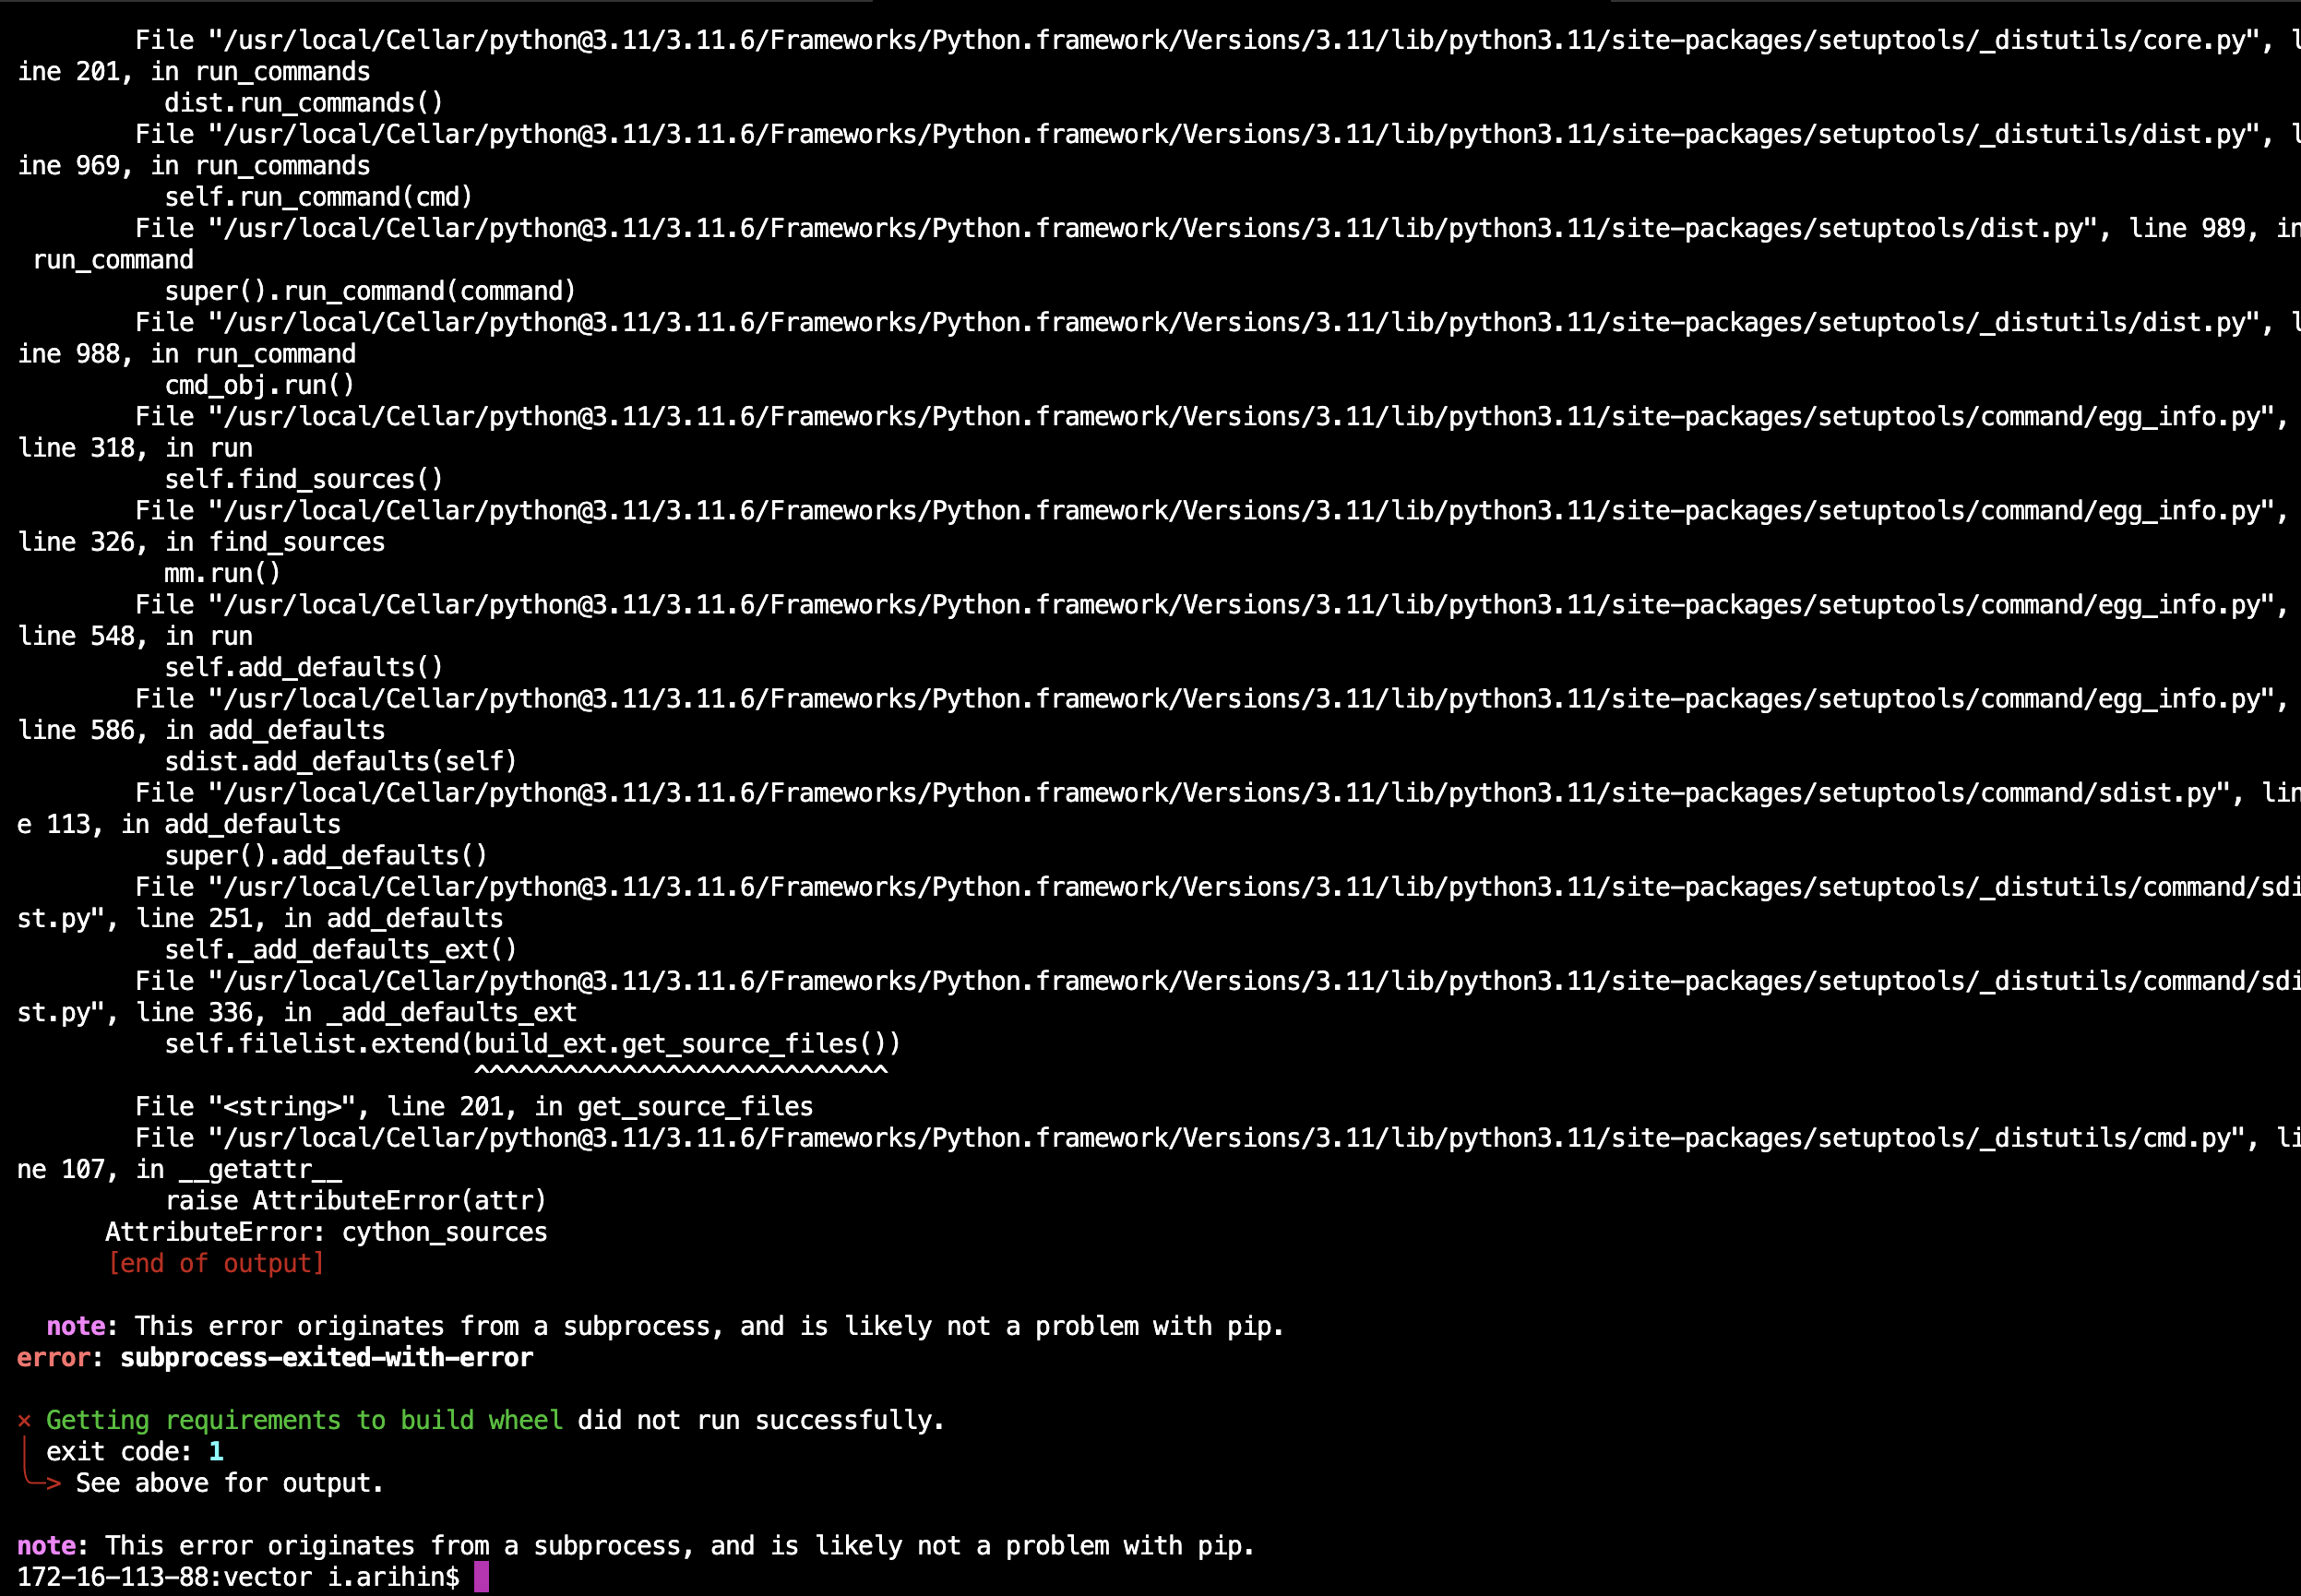 File "/usr/local/Cellar/python@3.11/3.11.6/Frameworks/Python.framework/Versions/3.11/lib/python3.11/site-packages/setuptools/_distutils/core.py", l
ine 201, in run_commands
dist.run_commands()
File "/usr/local/Cellar/python@3.11/3.11.6/Frameworks/Python.framework/Versions/3.11/lib/python3.11/site-packages/setuptools/_distutils/dist.py", l
ine 969, in run_commands
self.run_command(cmd)
File "/usr/local/Cellar/python@3.11/3.11.6/Frameworks/Python.framework/Versions/3.11/lib/python3.11/site-packages/setuptools/dist.py", line 989, in
run_command
super().run_command(command)
File "/usr/local/Cellar/python@3.11/3.11.6/Frameworks/Python.framework/Versions/3.11/lib/python3.11/site-packages/setuptools/_distutils/dist.py", l
ine 988, in run_command
cmd_obj.run()
File "/usr/local/Cellar/python@3.11/3.11.6/Frameworks/Python.framework/Versions/3.11/lib/python3.11/site-packages/setuptools/command/egg_info.py",
line 318, in run
self.find_sources()
File "/usr/local/Cellar/python@3.11/3.11.6/Frameworks/Python.framework/Versions/3.11/lib/python3.11/site-packages/setuptools/command/egg_info.py",
line 326, in find_sources
mm.run()
File "/usr/local/Cellar/python@3.11/3.11.6/Frameworks/Python.framework/Versions/3.11/lib/python3.11/site-packages/setuptools/command/egg_info.py",
line 548, in run
self.add_defaults()
File "/usr/local/Cellar/python@3.11/3.11.6/Frameworks/Python.framework/Versions/3.11/lib/python3.11/site-packages/setuptools/command/egg_info.py",
line 586, in add_defaults
sdist.add_defaults(self)
File "/usr/local/Cellar/python@3.11/3.11.6/Frameworks/Python.framework/Versions/3.11/lib/python3.11/site-packages/setuptools/command/sdist.py", lin
e 113, in add_defaults
super().add_defaults()
File "/usr/local/Cellar/python@3.11/3.11.6/Frameworks/Python.framework/Versions/3.11/lib/python3.11/site-packages/setuptools/_distutils/command/sdi
st.py", line 251, in add_defaults
self._add_defaults_ext()
File "/usr/local/Cellar/python@3.11/3.11.6/Frameworks/Python.framework/Versions/3.11/lib/python3.11/site-packages/setuptools/_distutils/command/sdi
st.py", line 336, in _add_defaults_ext
self.filelist.extend(build_ext.get_source_files())
^^^^^^^^^^^^^^^^^^^^^^^^^^^^
File "<string>", line 201, in get_source_files
File "/usr/local/Cellar/python@3.11/3.11.6/Frameworks/Python.framework/Versions/3.11/lib/python3.11/site-packages/setuptools/_distutils/cmd.py", li
ne 107, in __getattr__
raise AttributeError(attr)
AttributeError: cython_sources
[end of output]
note: This error originates from a subprocess, and is likely not a problem with pip.
error: subprocess-exited-with-error
× Getting requirements to build wheel did not run successfully.
│ exit code: 1
╰─> See above for output.
note: This error originates from a subprocess, and is likely not a problem with pip.
172-16-113-88:vector i.arihin$